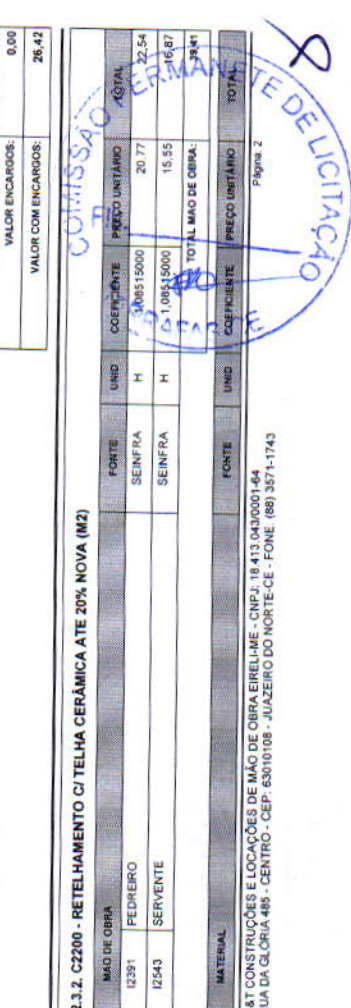 VALOR ENCARGOS: 0,00
VALOR COM ENCARGOS: 26,42
2.3.2. C2200 - RETELHAMENTO C/ TELHA CERÂMICA ATE 20% NOVA (M2)
MAO DE OBRA FONTE UNID COEFICIENTE PREÇO UNITÁRIO TOTAL
I2391 PEDREIRO SEINFRA H 1,08515000 20,77 22,54
I2543 SERVENTE SEINFRA H 1,08515000 15,55 16,87
TOTAL MAO DE OBRA: 39,41
MATERIAL FONTE UNID COEFICIENTE PREÇO UNITÁRIO TOTAL
&T CONSTRUÇÕES E LOCAÇÕES DE MÃO DE OBRA EIRELI-ME - CNPJ: 18.413.043/0001-64
A DA GLÓRIA 485 - CENTRO - CEP: 63010108 - JUAZEIRO DO NORTE-CE - FONE: (88) 3571-1743
Página: 2
COMISSÃO PERMANETE DE LICITAÇÃO